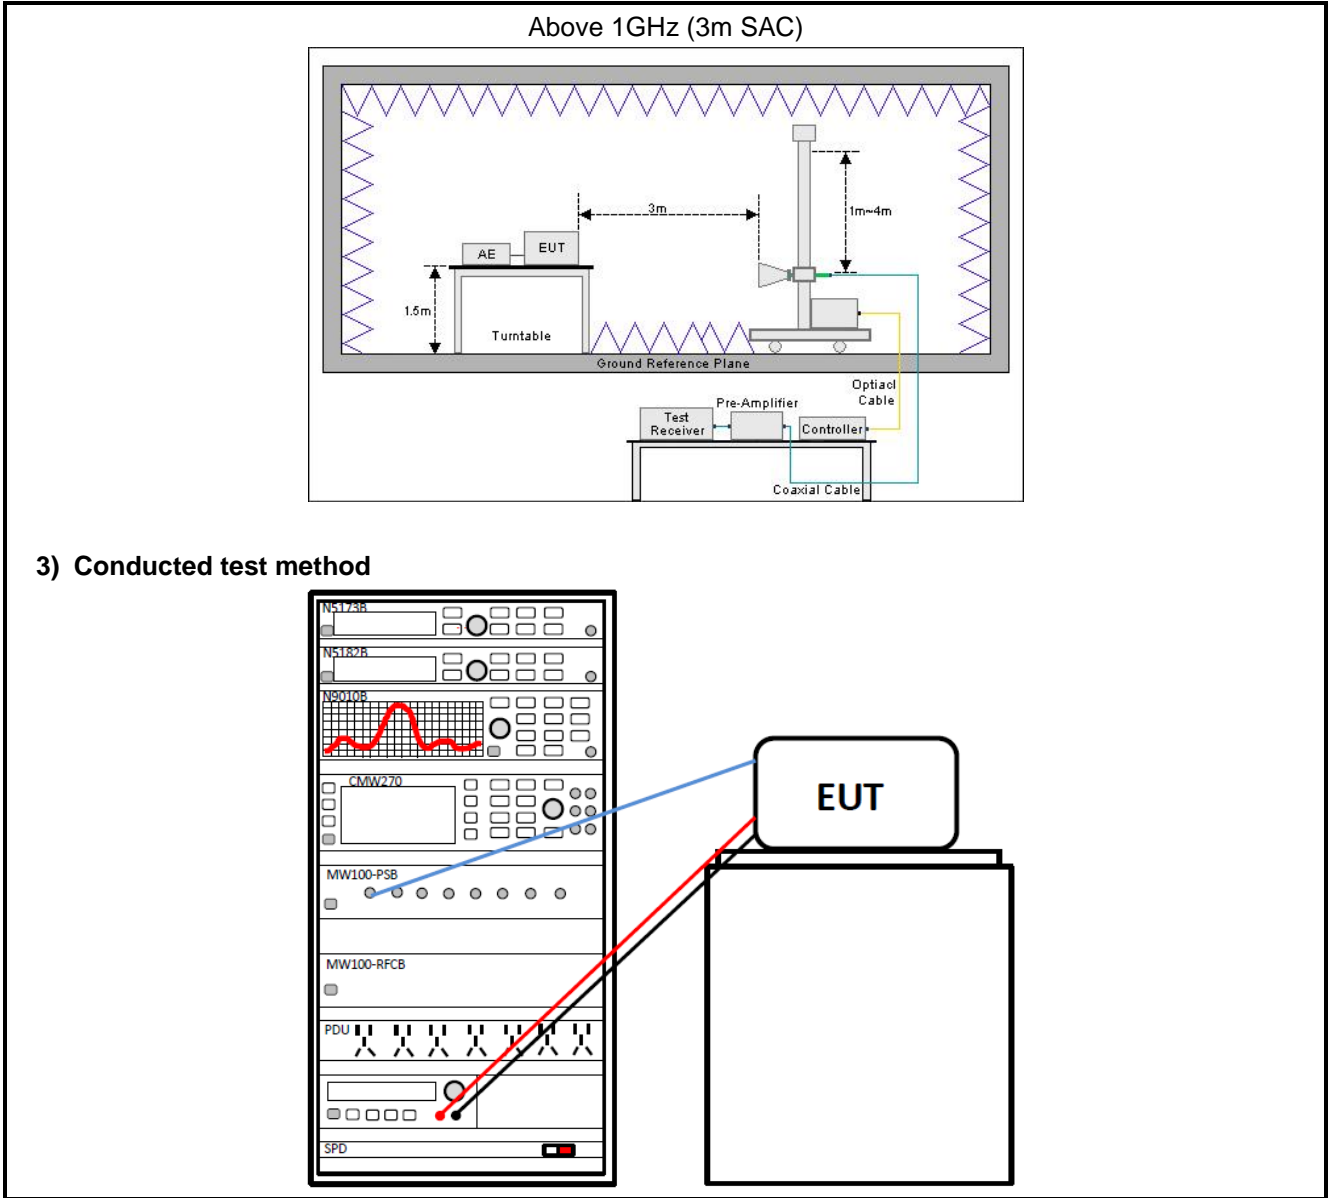 Above 1GHz (3m SAC)
3m
1m~4m
AE
EUT
1.5m
Turntable
Ground Reference Plane
Optiacl
Cable
Pre-Amplifier
Test
Receiver
Controller
Coaxial Cable
3) Conducted test method
N5173B
N5182B
N9010B
CMW270
EUT
MW100-PSB
MW100-RFCB
PDU
SPD